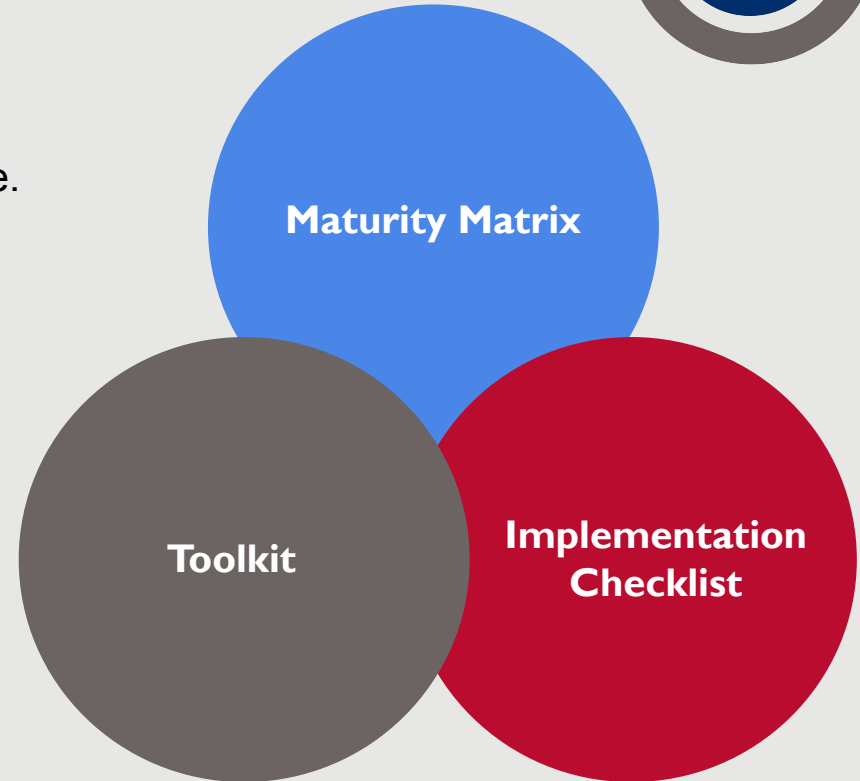 e.
Maturity Matrix
Toolkit
Implementation
Checklist